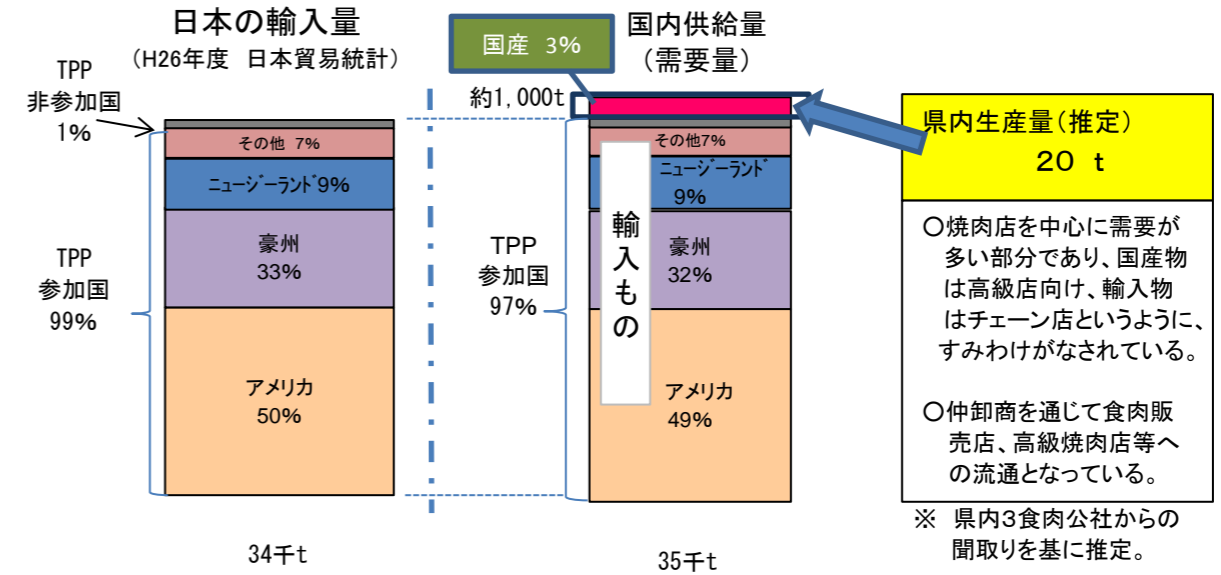 日本の輸入量
（H26年度 日本貿易統計）
TPP
非参加国
1%
その他 7%
ニュージーランド9%
豪州
33%
TPP
参加国
99%
アメリカ
50%
34千t
国産 3%
国内供給量
（需要量）
約1,000t
その他7%
ニュージーランド
9%
輸入もの
豪州
32%
TPP
参加国
97%
アメリカ
49%
35千t
県内生産量（推定）
20 t
○焼肉店を中心に需要が
多い部分であり、国産物
は高級店向け、輸入物
はチェーン店というように、
すみわけがなされている。
○仲卸商を通じて食肉販
売店、高級焼肉店等へ
の流通となっている。
※ 県内3食肉公社からの
聞取りを基に推定。